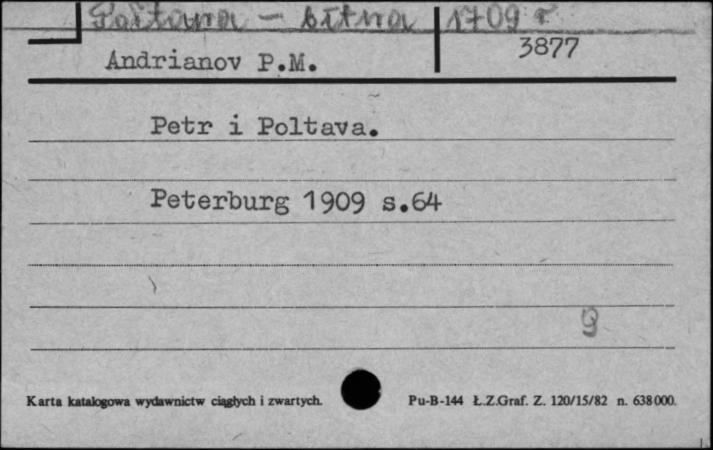 Połtawa - bitwa 1709 r
Andrianov P.M. 3877
Petr i Poltava.
Peterburg 1909 s.64
g
Karta katalogowa wydawnictw ciągłych i zwartych. Pu-B-144 Ł.Z.Graf. Z. 120/15/82 n. 638000.